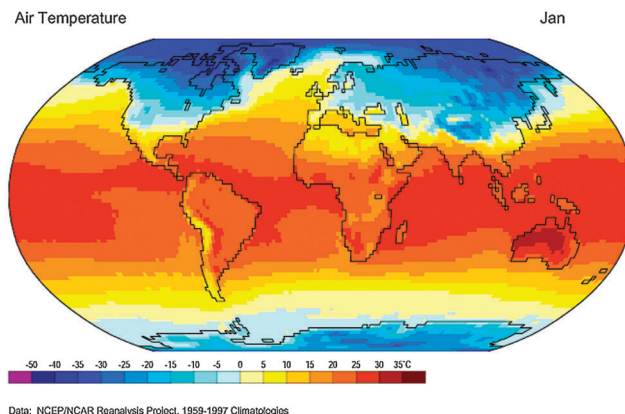 Air Temperature
Jan
-50 -40 -35 -30 -25 -20 -15 -10 -5 0 5 10 15 20 25 30 35°C
Data: NCEP/NCAR Reanalysis Project, 1959-1997 Climatologies